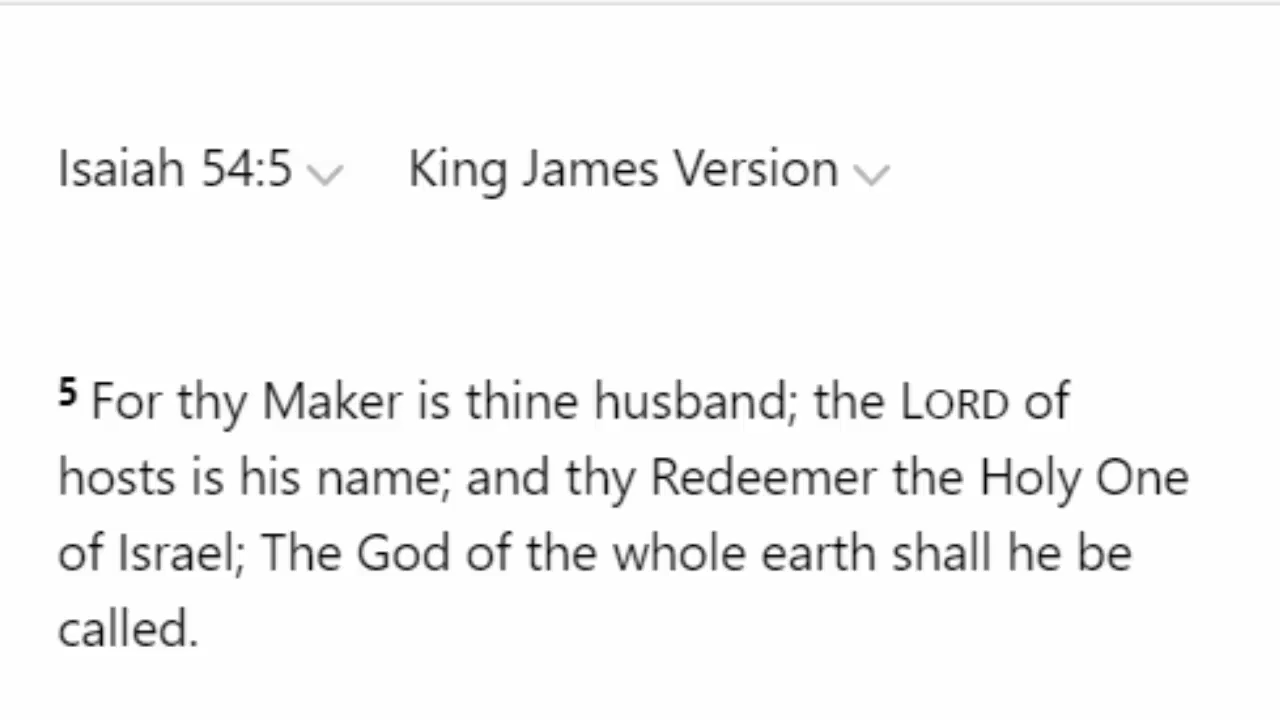 Isaiah 54:5 King James Version
5 For thy Maker is thine husband; the LORD of
hosts is his name; and thy Redeemer the Holy One
of Israel; The God of the whole earth shall he be
called.